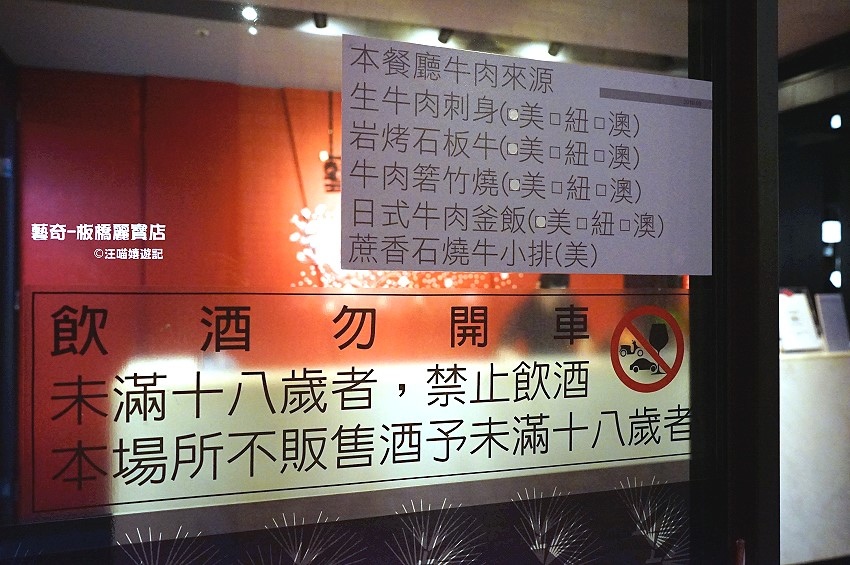 本餐廳牛肉來源
生牛肉刺身(□美□紐□澳)
岩烤石板牛(□美□紐□澳)
牛肉箬竹燒(□美□紐□澳)
日式牛肉釜飯(□美□紐□澳)
蔗香石燒牛小排(美)
藝奇-板橋麗寶店
©汪喵嬉遊記
飲酒勿開車
未滿十八歲者，禁止飲酒
本場所不販售酒予未滿十八歲者